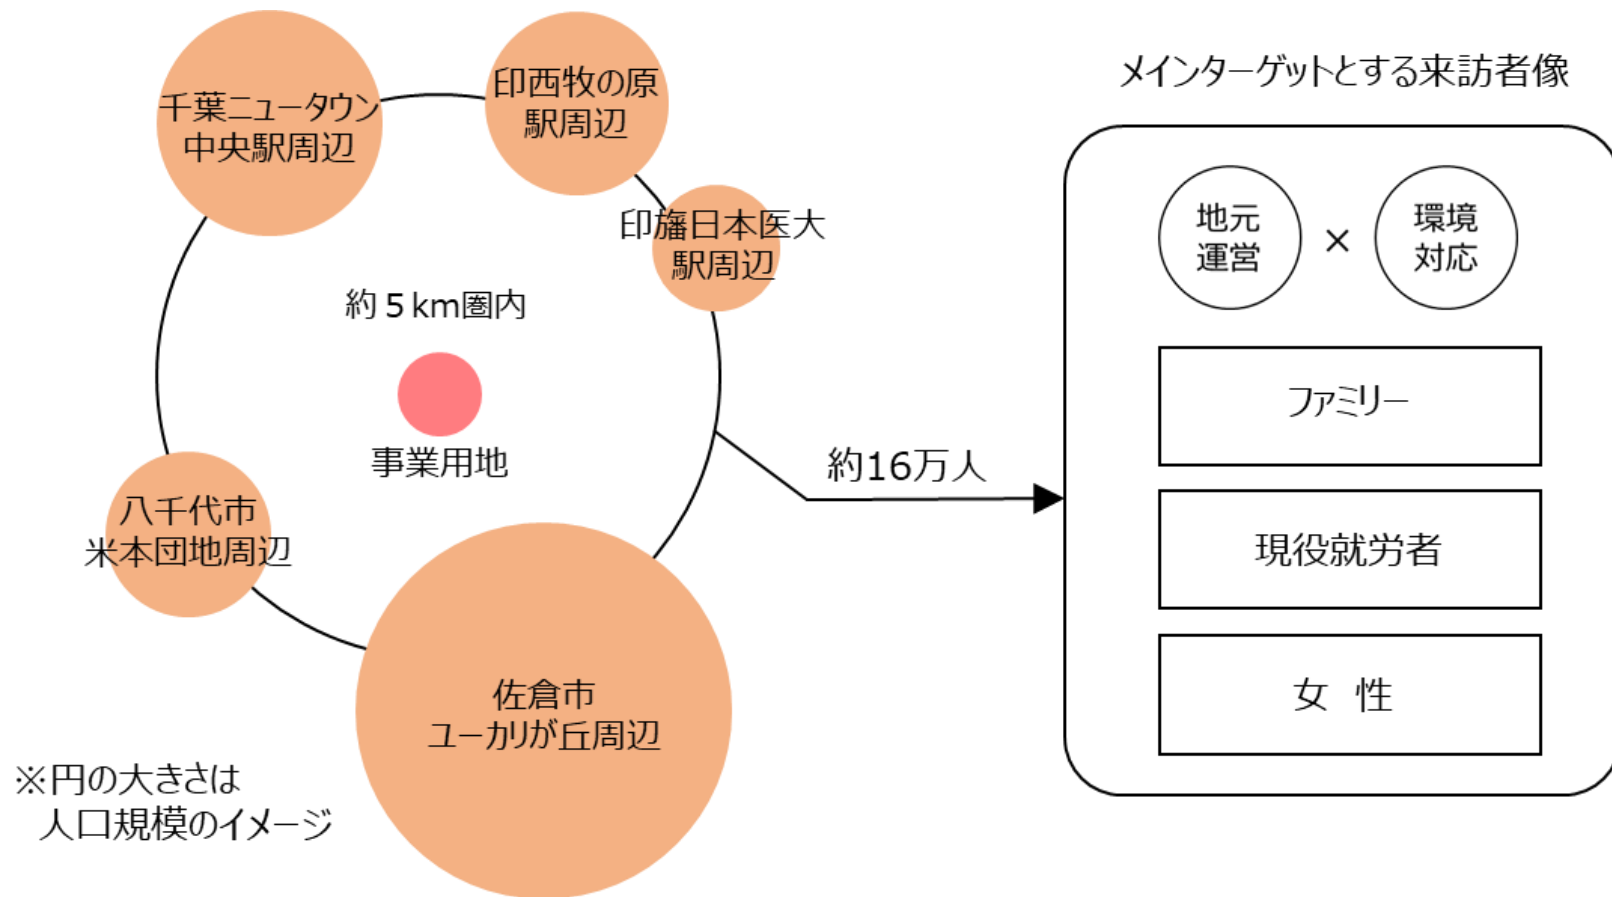 千葉ニュータウン
中央駅周辺
印西牧の原
駅周辺
印旛日本医大
駅周辺
約5km圏内
事業用地
八千代市
米本団地周辺
佐倉市
ユーカリが丘周辺
※円の大きさは
人口規模のイメージ
約16万人
メインターゲットとする来訪者像
地元
運営
×
環境
対応
ファミリー
現役就労者
女 性